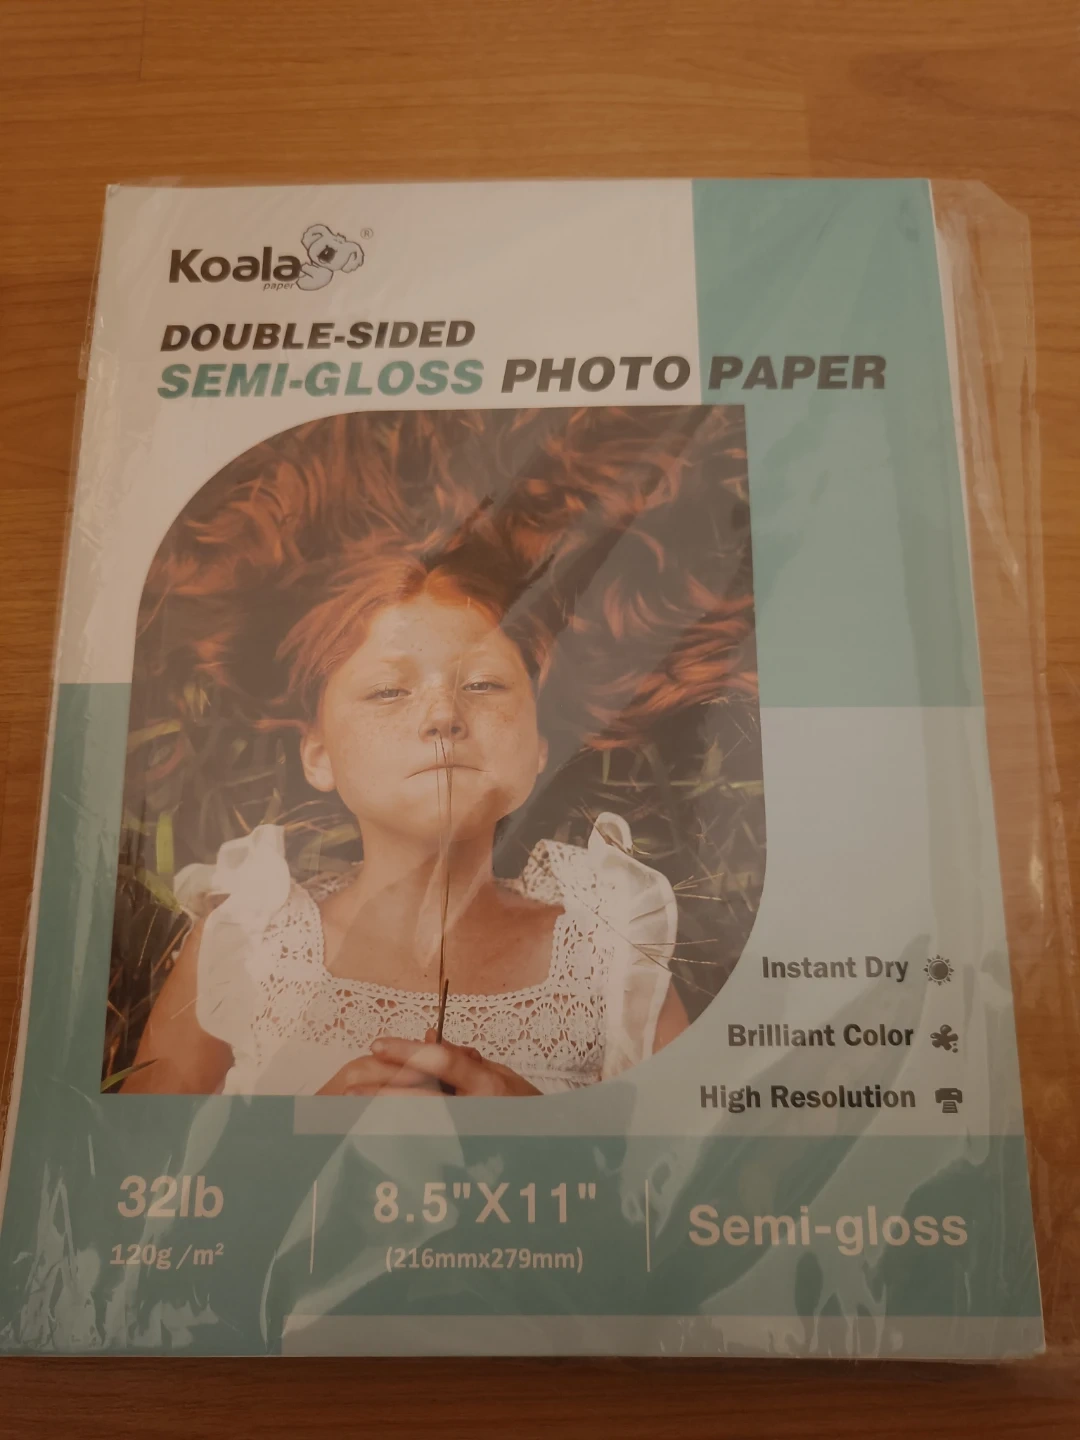 Koala®
paper
DOUBLE-SIDED
SEMI-GLOSS PHOTO PAPER
Instant Dry
Brilliant Color
High Resolution
32lb
120g/m²
8.5"X11"
(216mmx279mm)
Semi-gloss